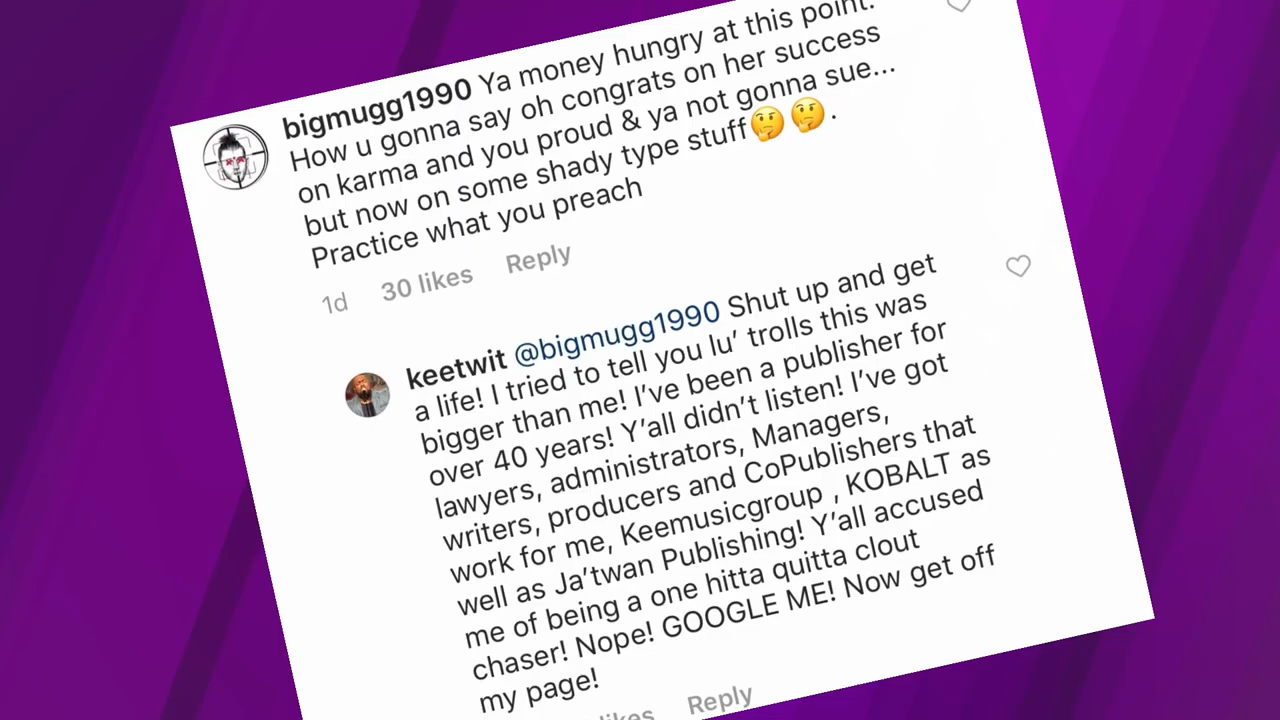 bigmugg1990 Ya money hungry at this point.
How u gonna say oh congrats on her success
on karma and you proud & ya not gonna sue...
but now on some shady type stuff🤔🤔.
Practice what you preach
1d 30 likes Reply
keetwit @bigmugg1990 Shut up and get
a life! I tried to tell you lu’ trolls this was
bigger than me! I’ve been a publisher for
over 40 years! Y’all didn’t listen! I’ve got
lawyers, administrators, Managers,
writers, producers and CoPublishers that
work for me, Keemusicgroup , KOBALT as
well as Ja’twan Publishing! Y’all accused
me of being a one hitta quitta clout
chaser! Nope! GOOGLE ME! Now get off
my page!
likes Reply